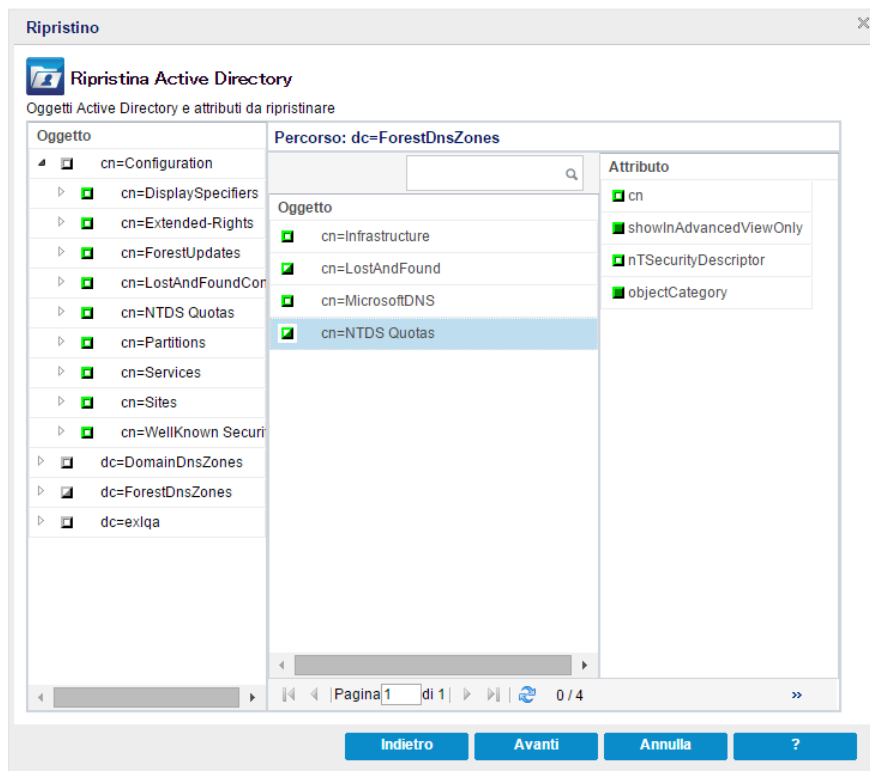 Ripristino
Ripristina Active Directory
Oggetti Active Directory e attributi da ripristinare
Oggetto
cn=Configuration
cn=DisplaySpecifiers
cn=Extended-Rights
cn=ForestUpdates
cn=LostAndFoundCon
cn=NTDS Quotas
cn=Partitions
cn=Services
cn=Sites
cn=WellKnown Securi
dc=DomainDnsZones
dc=ForestDnsZones
dc=exlqa
Percorso: dc=ForestDnsZones
Oggetto
cn=Infrastructure
cn=LostAndFound
cn=MicrosoftDNS
cn=NTDS Quotas
Attributo
cn
showInAdvancedViewOnly
nTSecurityDescriptor
objectCategory
Pagina 1 di 1 0 / 4
Indietro Avanti Annulla ?